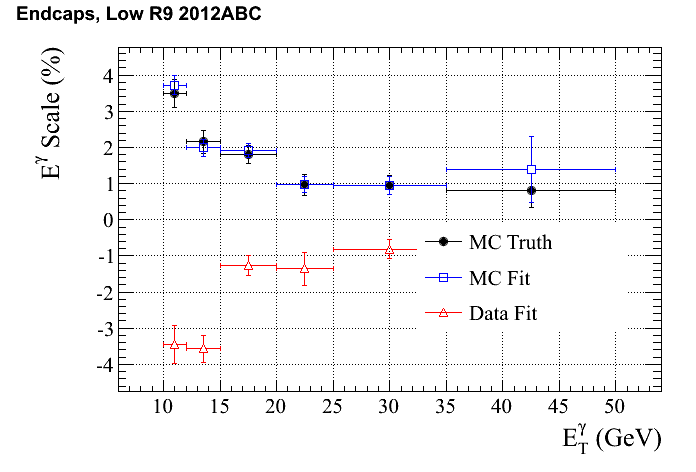 Endcaps, Low R9 2012ABC
E^γ Scale (%)
4
3
2
1
0
-1
-2
-3
-4
MC Truth
MC Fit
Data Fit
10 15 20 25 30 35 40 45 50
E_T^γ (GeV)